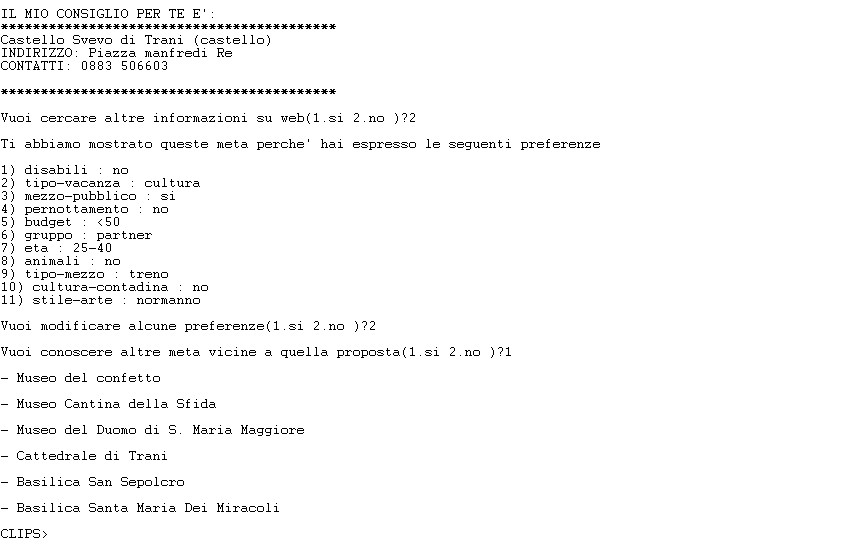 IL MIO CONSIGLIO PER TE E':
******************************************
Castello Svevo di Trani (castello)
INDIRIZZO: Piazza manfredi Re
CONTATTI: 0883 506603
******************************************
Vuoi cercare altre informazioni su web(1.si 2.no )?2
Ti abbiamo mostrato queste meta perche' hai espresso le seguenti preferenze
1) disabili : no
2) tipo-vacanza : cultura
3) mezzo-pubblico : si
4) pernottamento : no
5) budget : <50
6) gruppo : partner
7) eta : 25-40
8) animali : no
9) tipo-mezzo : treno
10) cultura-contadina : no
11) stile-arte : normanno
Vuoi modificare alcune preferenze(1.si 2.no )?2
Vuoi conoscere altre meta vicine a quella proposta(1.si 2.no )?1
- Museo del confetto
- Museo Cantina della Sfida
- Museo del Duomo di S. Maria Maggiore
- Cattedrale di Trani
- Basilica San Sepolcro
- Basilica Santa Maria Dei Miracoli
CLIPS>